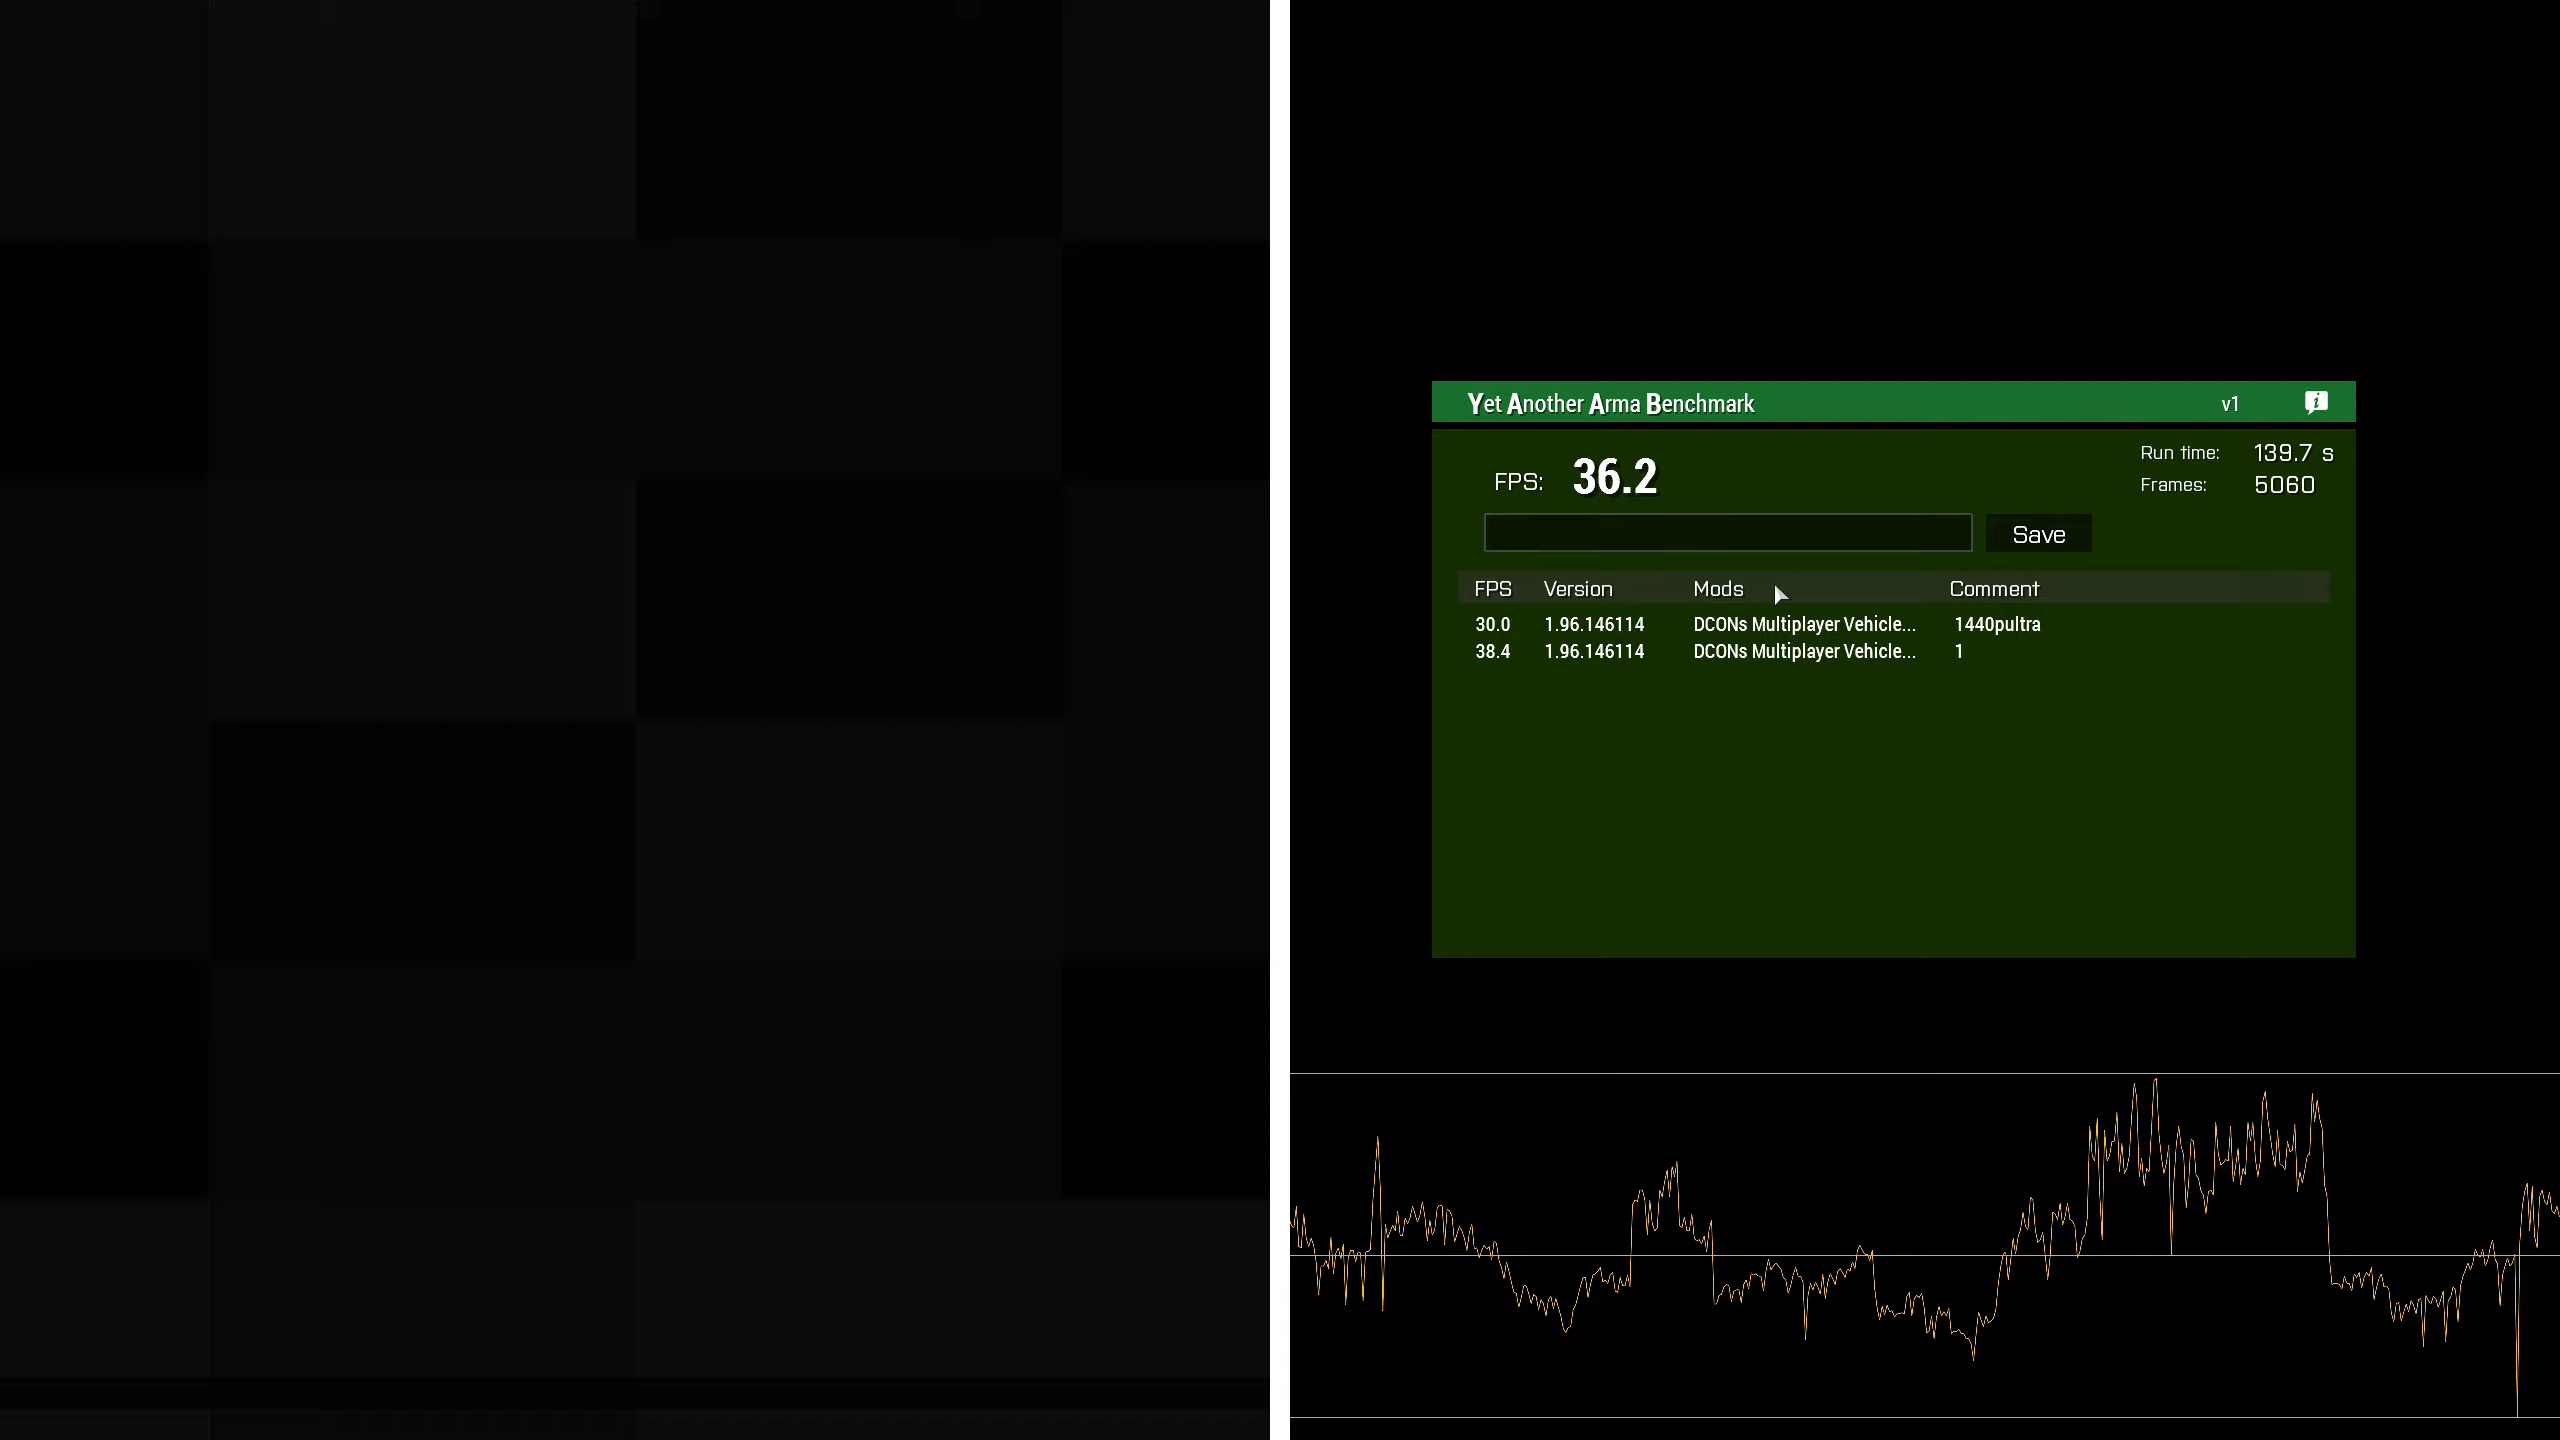 Yet Another Arma Benchmark v1
FPS: 36.2
Run time: 139.7 s
Frames: 5060
Save
FPS Version Mods Comment
30.0 1.96.146114 DCONs Multiplayer Vehicle... 1440pultra
38.4 1.96.146114 DCONs Multiplayer Vehicle... 1